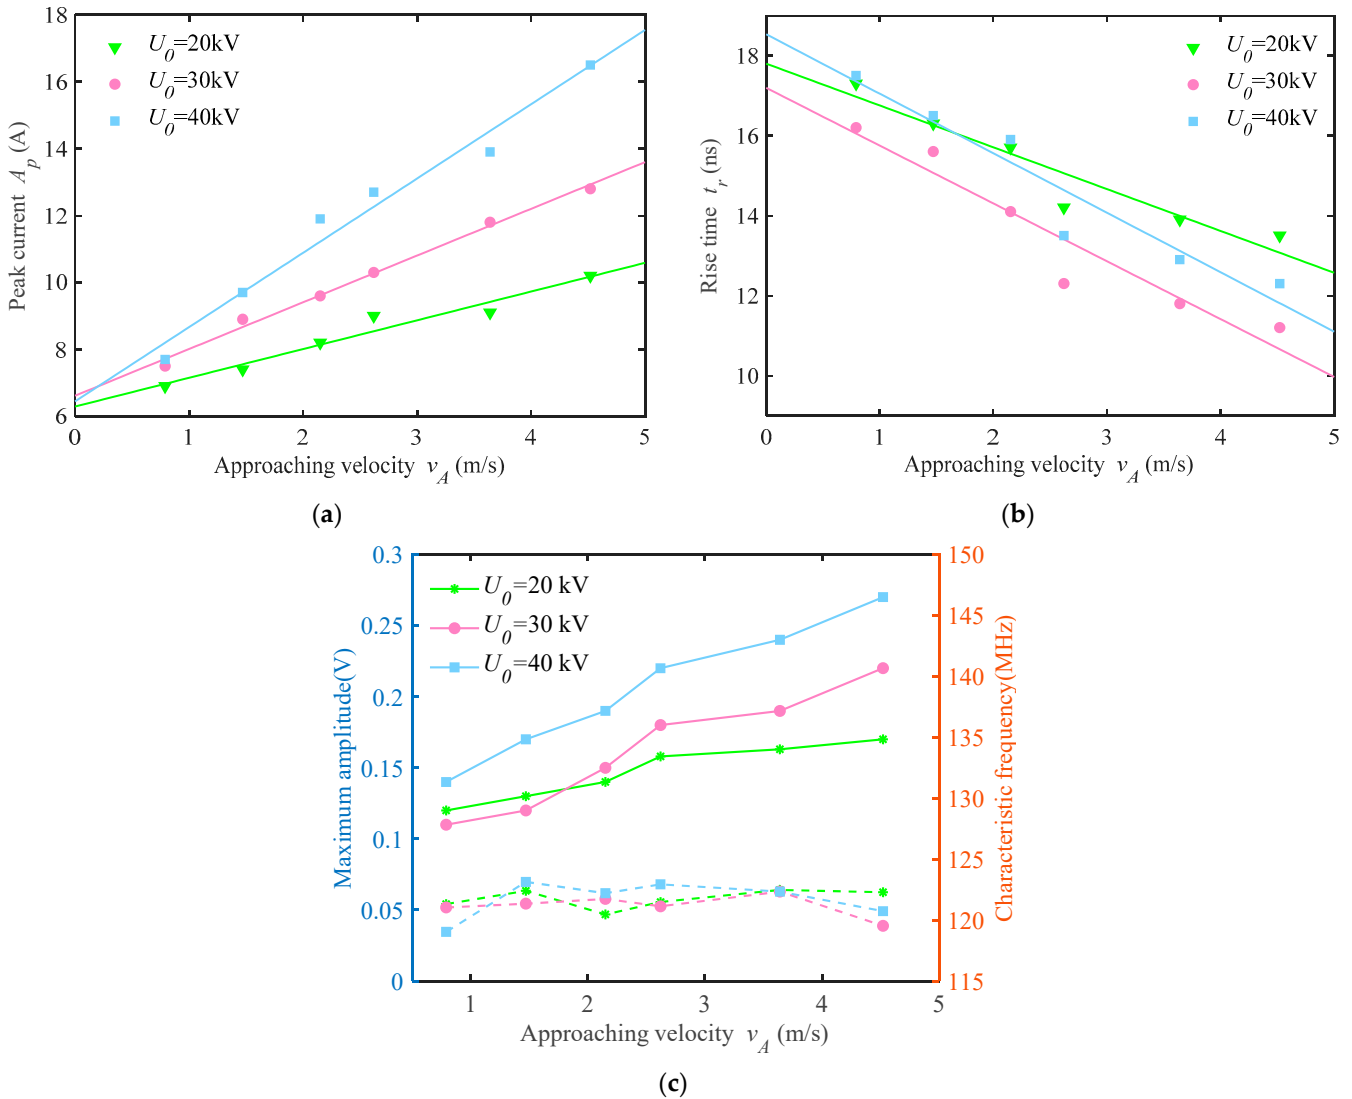 18
16
14
12
10
8
6
0 1 2 3 4 5
Peak current A_p (A)
U_0=20kV
U_0=30kV
U_0=40kV
Approaching velocity v_A (m/s)
(a)
18
16
14
12
10
0 1 2 3 4 5
Rise time t_r (ns)
U_0=20kV
U_0=30kV
U_0=40kV
Approaching velocity v_A (m/s)
(b)
0.3
0.25
0.2
0.15
0.1
0.05
0
Maximum amplitude(V)
U_0=20 kV
U_0=30 kV
U_0=40 kV
150
145
140
135
130
125
120
115
Characteristic frequency(MHz)
1 2 3 4 5
Approaching velocity v_A (m/s)
(c)